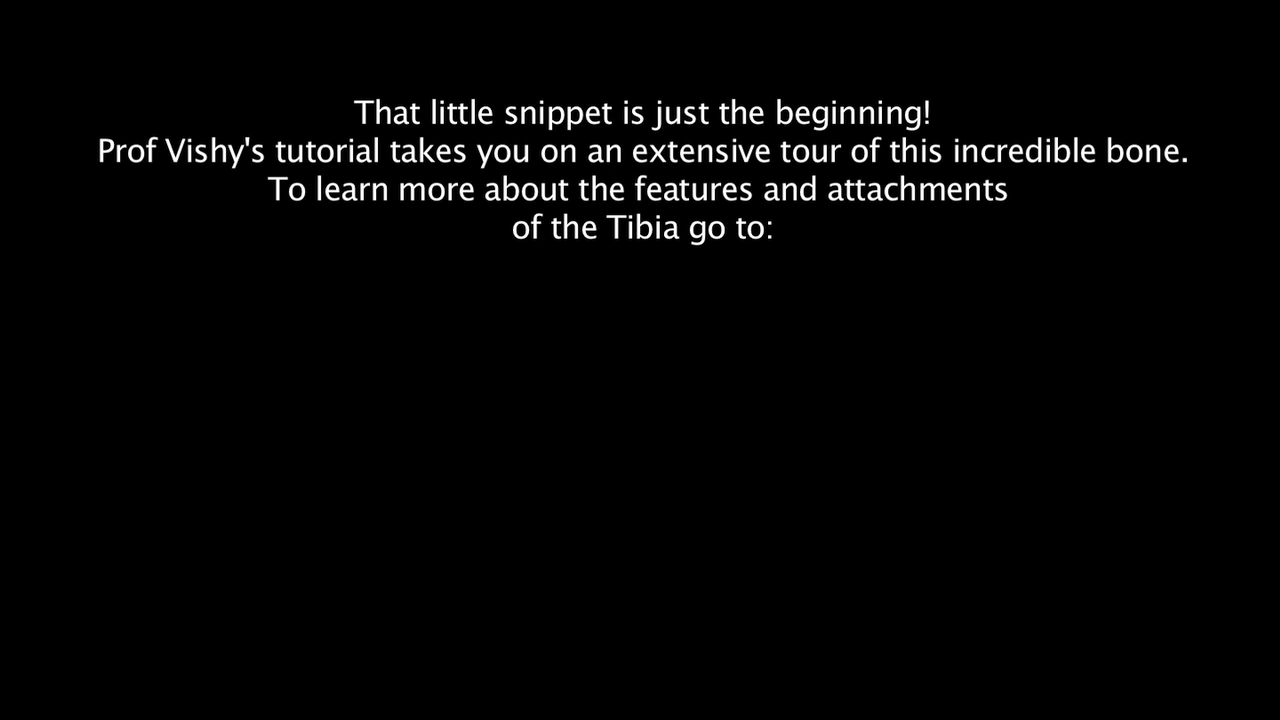 That little snippet is just the beginning!
Prof Vishy's tutorial takes you on an extensive tour of this incredible bone.
To learn more about the features and attachments
of the Tibia go to: